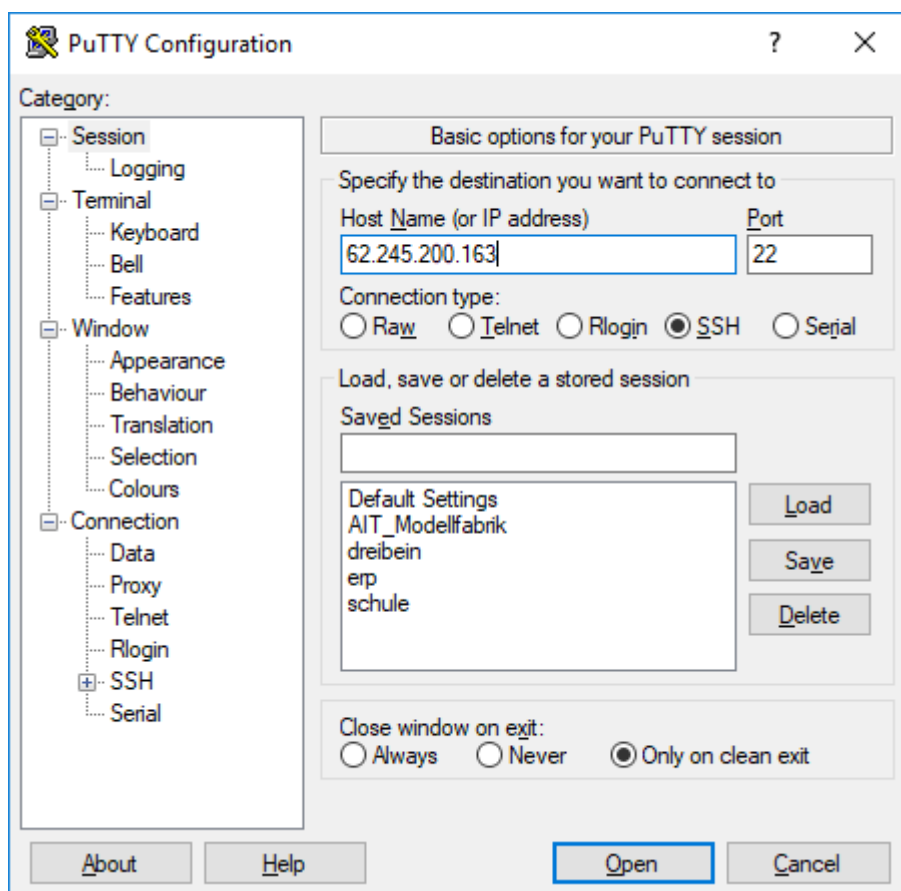 PuTTY Configuration
?
Category:
Session
Logging
Terminal
Keyboard
Bell
Features
Window
Appearance
Behaviour
Translation
Selection
Colours
Connection
Data
Proxy
Telnet
Rlogin
SSH
Serial
Basic options for your PuTTY session
Specify the destination you want to connect to
Host Name (or IP address) Port
62.245.200.163 22
Connection type:
Raw Telnet Rlogin SSH Serial
Load, save or delete a stored session
Saved Sessions
Default Settings
AIT_Modellfabrik
dreibein
erp
schule
Load
Save
Delete
Close window on exit:
Always Never Only on clean exit
About Help Open Cancel